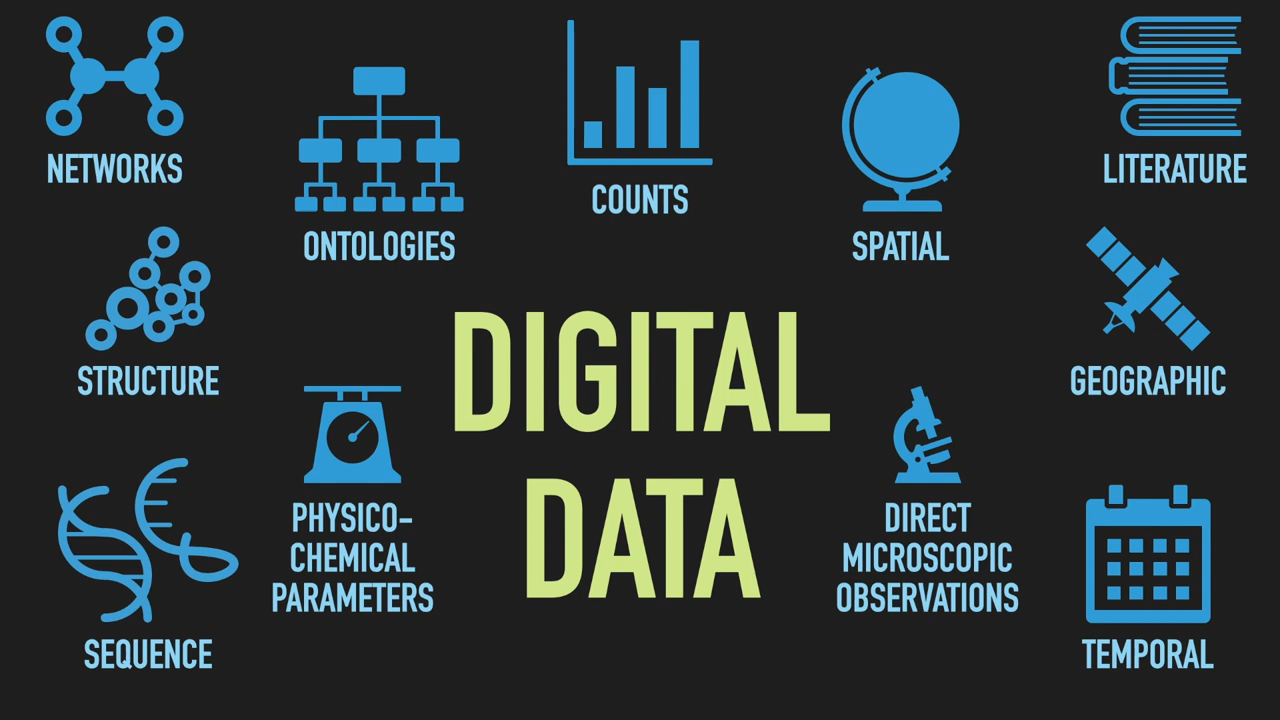 NETWORKS
ONTOLOGIES
COUNTS
SPATIAL
LITERATURE
STRUCTURE
GEOGRAPHIC
DIGITAL
DATA
PHYSICO-
CHEMICAL
PARAMETERS
DIRECT
MICROSCOPIC
OBSERVATIONS
SEQUENCE
TEMPORAL